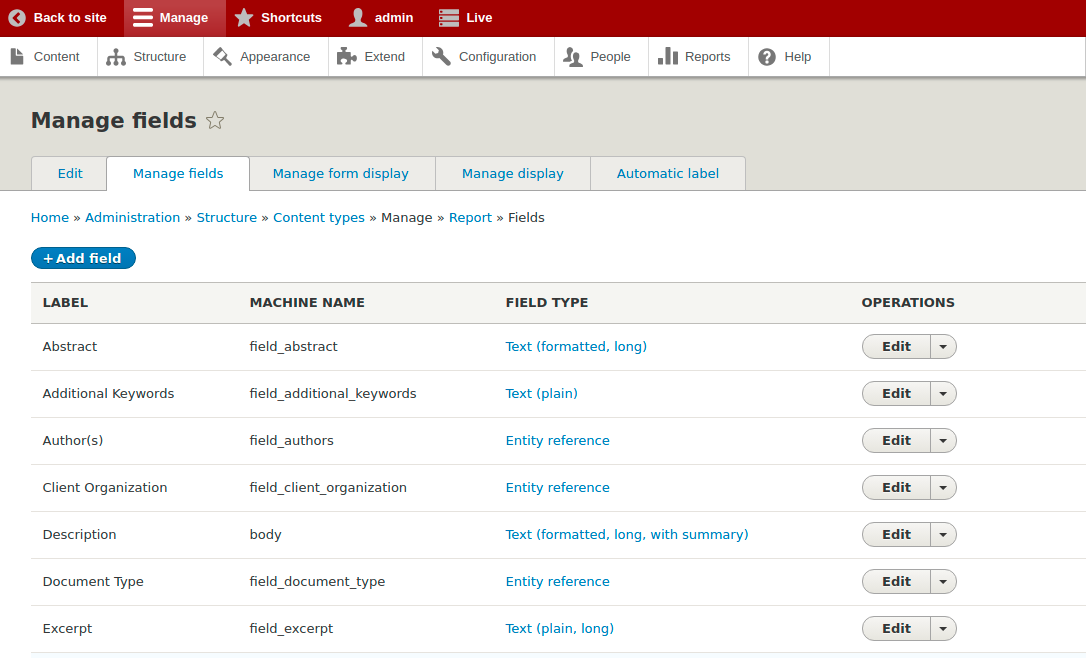 Back to site Manage Shortcuts admin Live
Content Structure Appearance Extend Configuration People Reports Help
Manage fields
Edit Manage fields Manage form display Manage display Automatic label
Home » Administration » Structure » Content types » Manage » Report » Fields
+ Add field
LABEL MACHINE NAME FIELD TYPE OPERATIONS
Abstract field_abstract Text (formatted, long) Edit
Additional Keywords field_additional_keywords Text (plain) Edit
Author(s) field_authors Entity reference Edit
Client Organization field_client_organization Entity reference Edit
Description body Text (formatted, long, with summary) Edit
Document Type field_document_type Entity reference Edit
Excerpt field_excerpt Text (plain, long) Edit